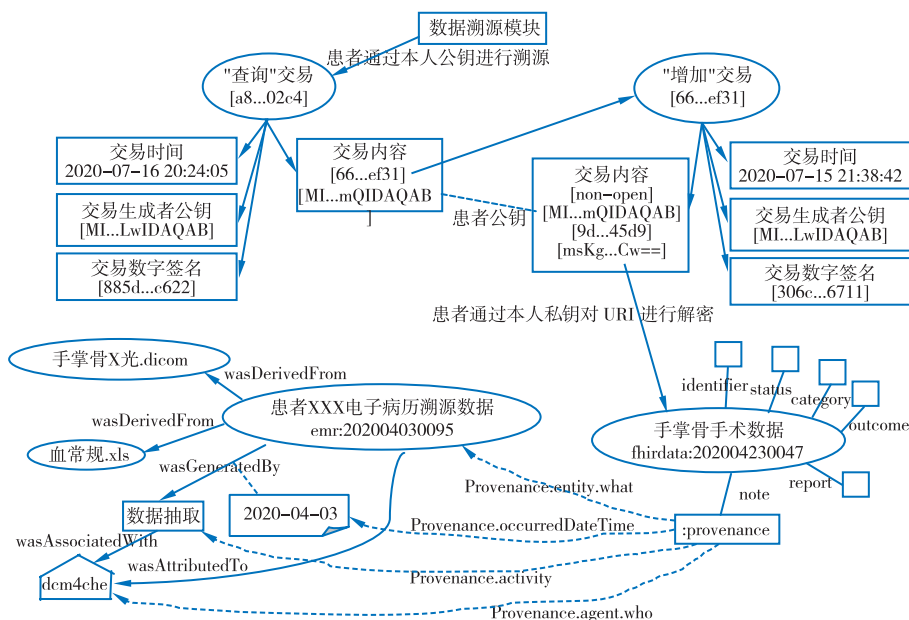 数据溯源模块
患者通过本人公钥进行溯源
"查询"交易
[a8...02c4]
"增加"交易
[66...ef31]
交易时间
2020-07-16 20:24:05
交易生成者公钥
[MI...LwIDAQAB]
交易数字签名
[885d...c622]
交易内容
[66...ef31]
[MI...mQIDAQAB
]
患者公钥
交易内容
[non-open]
[MI...mQIDAQAB]
[9d...45d9]
[msKg...Cw==]
交易时间
2020-07-15 21:38:42
交易生成者公钥
[MI...LwIDAQAB]
交易数字签名
[306c...6711]
患者通过本人私钥对 URI 进行解密
手掌骨X光.dicom
wasDerivedFrom
患者XXX电子病历溯源数据
emr:202004030095
wasDerivedFrom
血常规.xls
wasGeneratedBy
数据抽取
2020-04-03
wasAssociatedWith
wasAttributedTo
dcm4che
identifier
status
category
outcome
手掌骨手术数据
fhirdata:202004230047
report
note
:provenance
Provenance.entity.what
Provenance.occurredDateTime
Provenance.activity
Provenance.agent.who